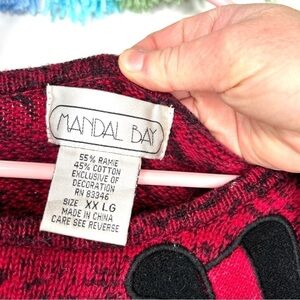 MANDAL BAY
55% RAMIE
45% COTTON
EXCLUSIVE OF
DECORATION
RN 83346
SIZE XX LG
MADE IN CHINA
CARE SEE REVERSE